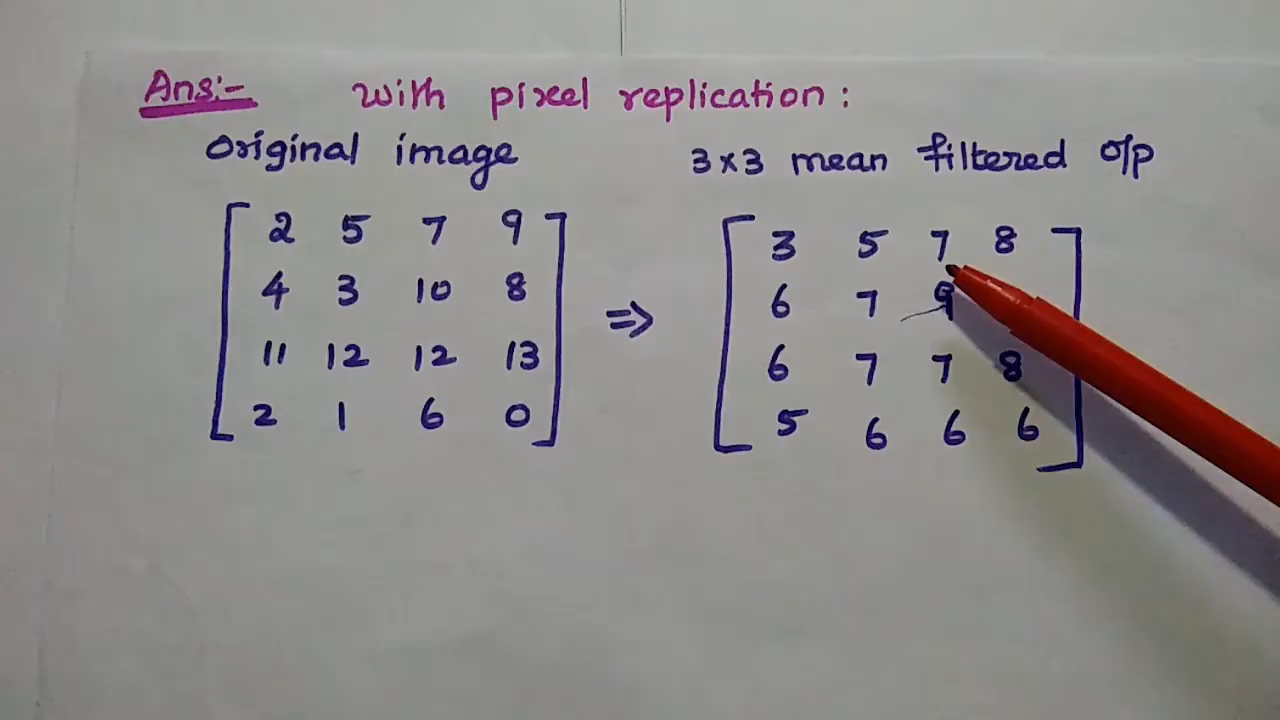 Ans:- with pixel replication:
Original image 3×3 mean filtered o/p
2 5 7 9 3 5 7 8
4 3 10 8 6 7 9
⇒
11 12 12 13 6 7 7 8
2 1 6 0 5 6 6 6